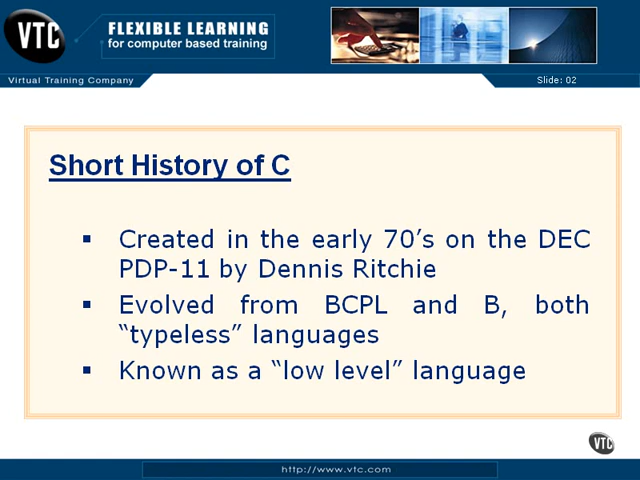 VTC
FLEXIBLE LEARNING
for computer based training
Virtual Training Company
Slide: 02
Short History of C
▪ Created in the early 70’s on the DEC
PDP-11 by Dennis Ritchie
▪ Evolved from BCPL and B, both
“typeless” languages
▪ Known as a “low level” language
VTC
http://www.vtc.com